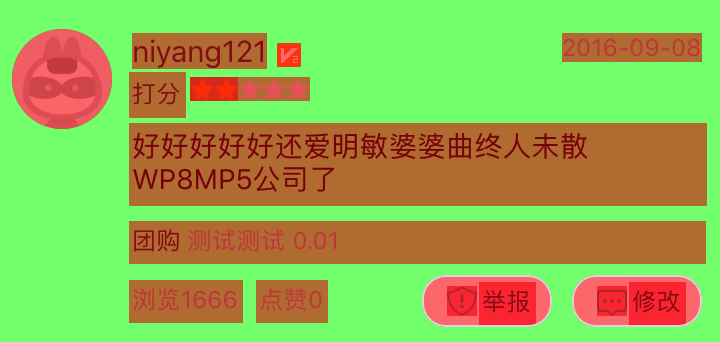 niyang121 V2 2016-09-08
打分
好好好好好还爱明敏婆婆曲终人未散
WP8MP5公司了
团购 测试测试 0.01
浏览1666 点赞0 举报 修改